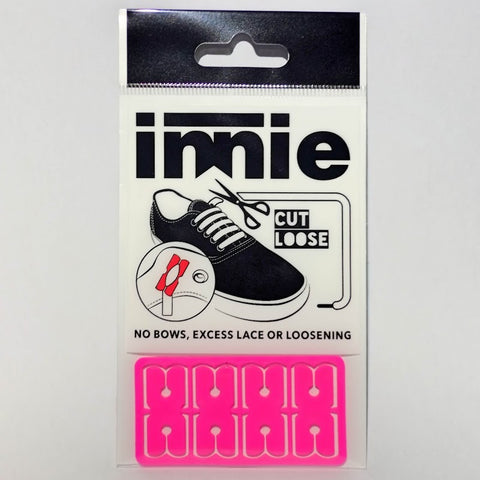 innie
CUT
LOOSE
NO BOWS, EXCESS LACE OR LOOSENING